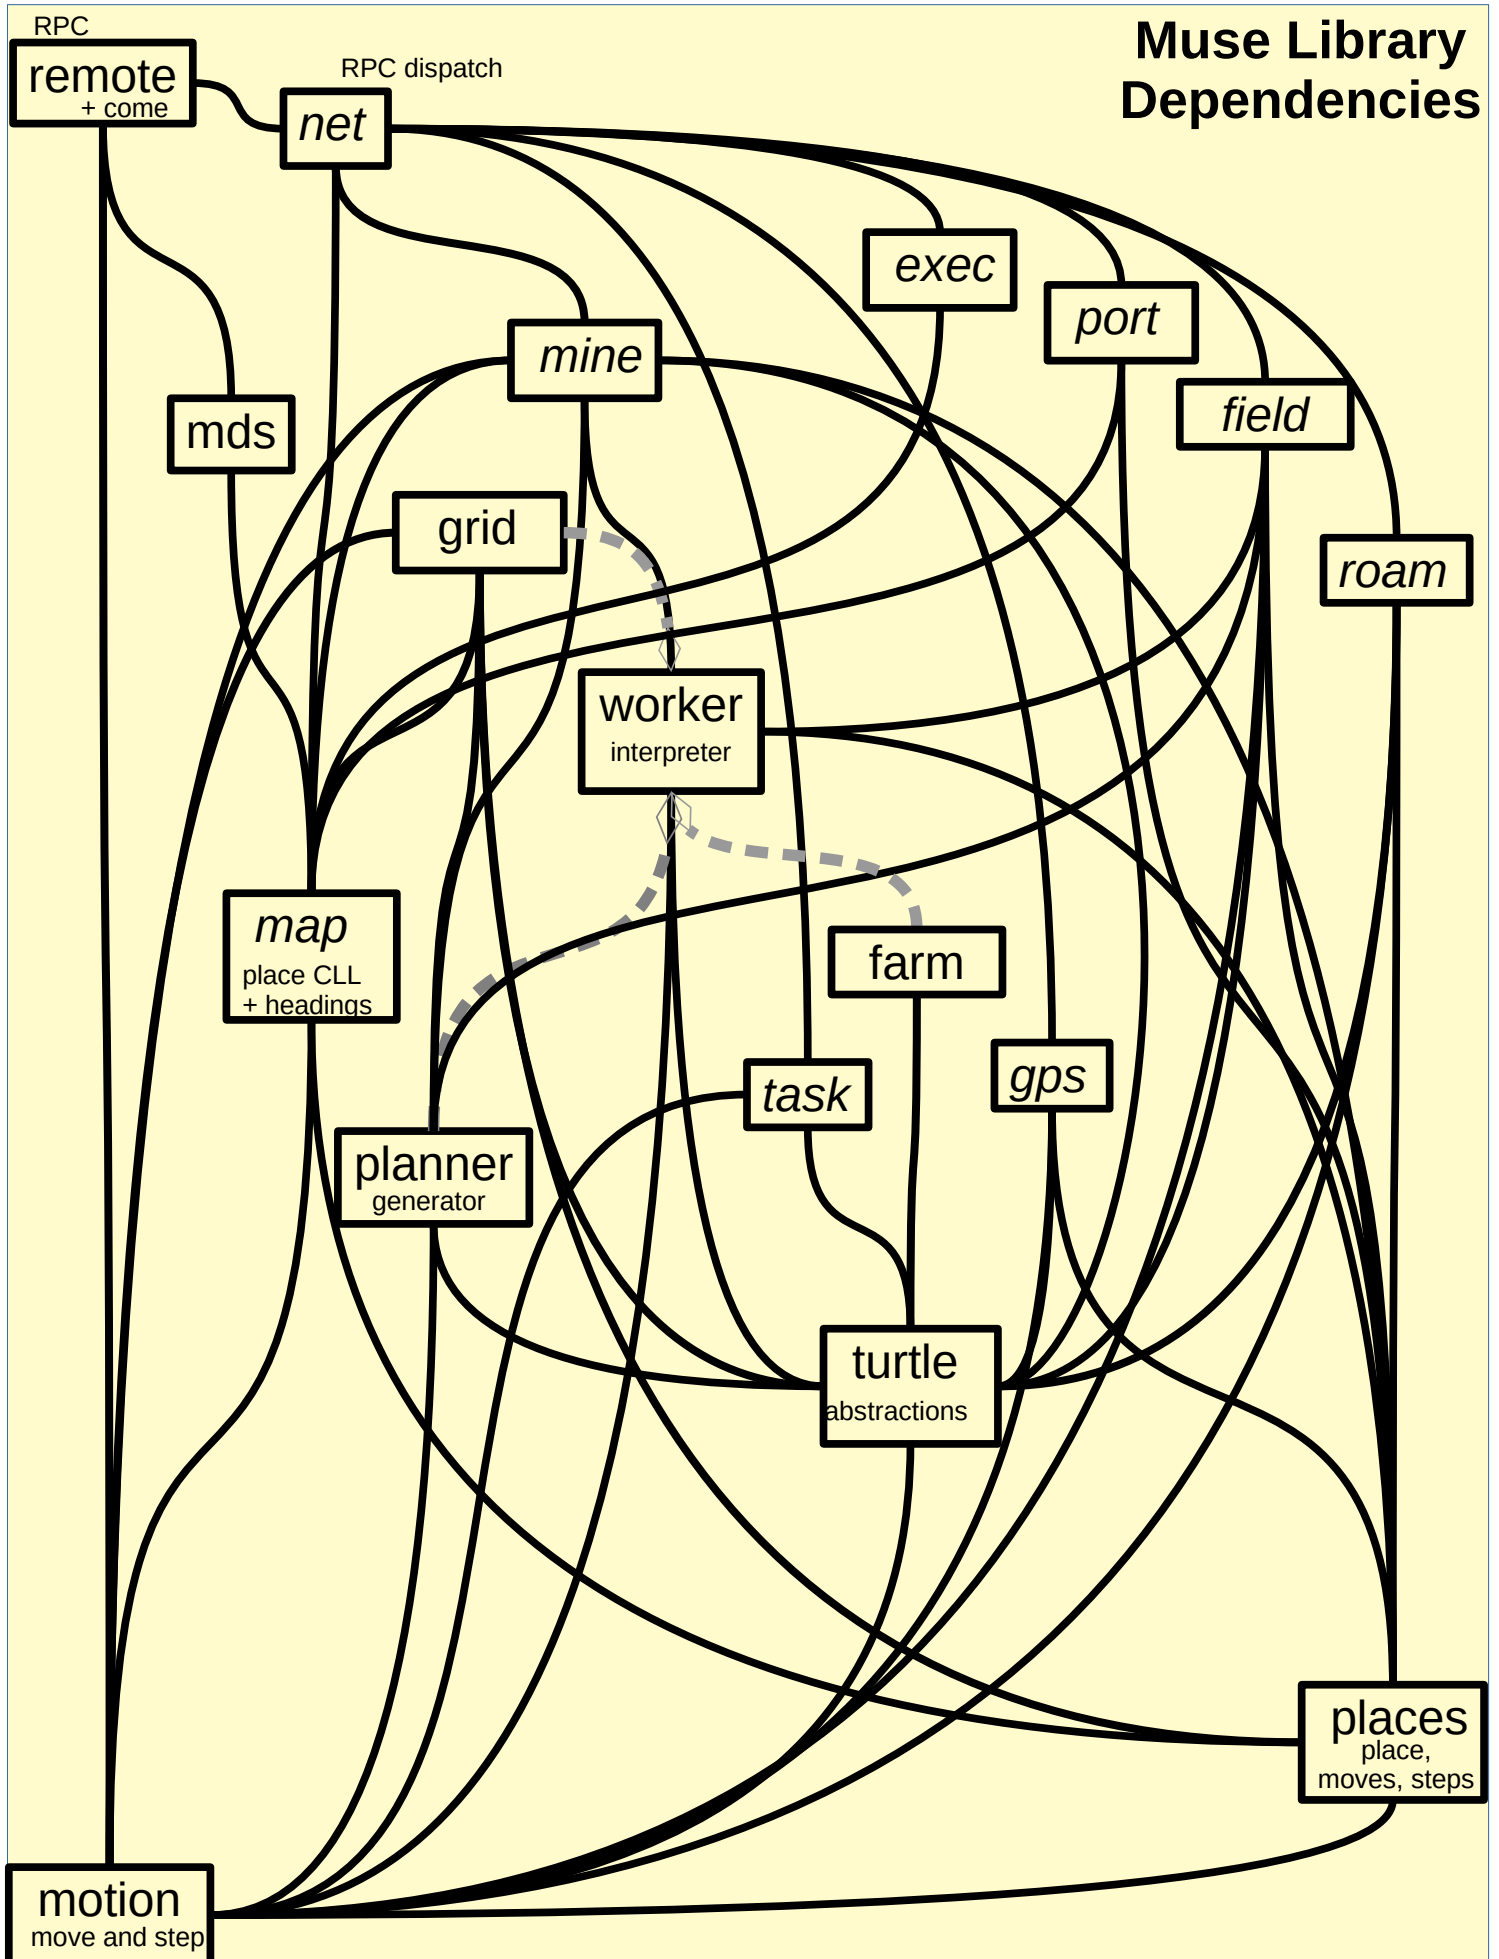 RPC
Muse Library
Dependencies
remote
+ come
RPC dispatch
net
exec
port
mine
field
mds
grid
roam
worker
interpreter
map
place CLL
+ headings
farm
task
gps
planner
generator
turtle
abstractions
places
place,
moves, steps
motion
move and step